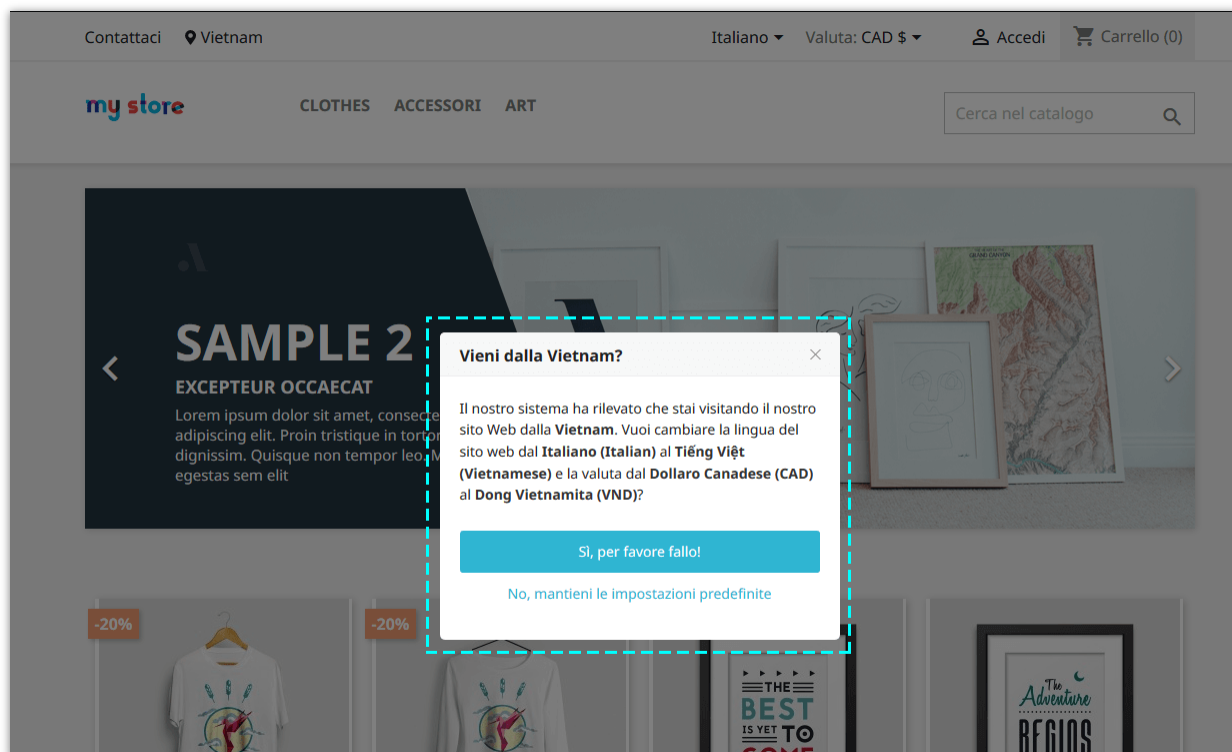 Contattaci Vietnam Italiano Valuta: CAD $ Accedi Carrello (0)
my store CLOTHES ACCESSORI ART Cerca nel catalogo
SAMPLE 2
EXCEPTEUR OCCAECAT
Lorem ipsum dolor sit amet, consecte
adipiscing elit. Proin tristique in tortor
dignissim. Quisque non tempor leo. M
egestas sem elit
GRAND CANYON
Vieni dalla Vietnam?
Il nostro sistema ha rilevato che stai visitando il nostro
sito Web dalla Vietnam. Vuoi cambiare la lingua del
sito web dal Italiano (Italian) al Tiếng Việt
(Vietnamese) e la valuta dal Dollaro Canadese (CAD)
al Dong Vietnamita (VND)?
Sì, per favore fallo!
No, mantieni le impostazioni predefinite
-20%
-20%
THE
BEST
IS YET TO
COME
The
Adventure
BEGINS